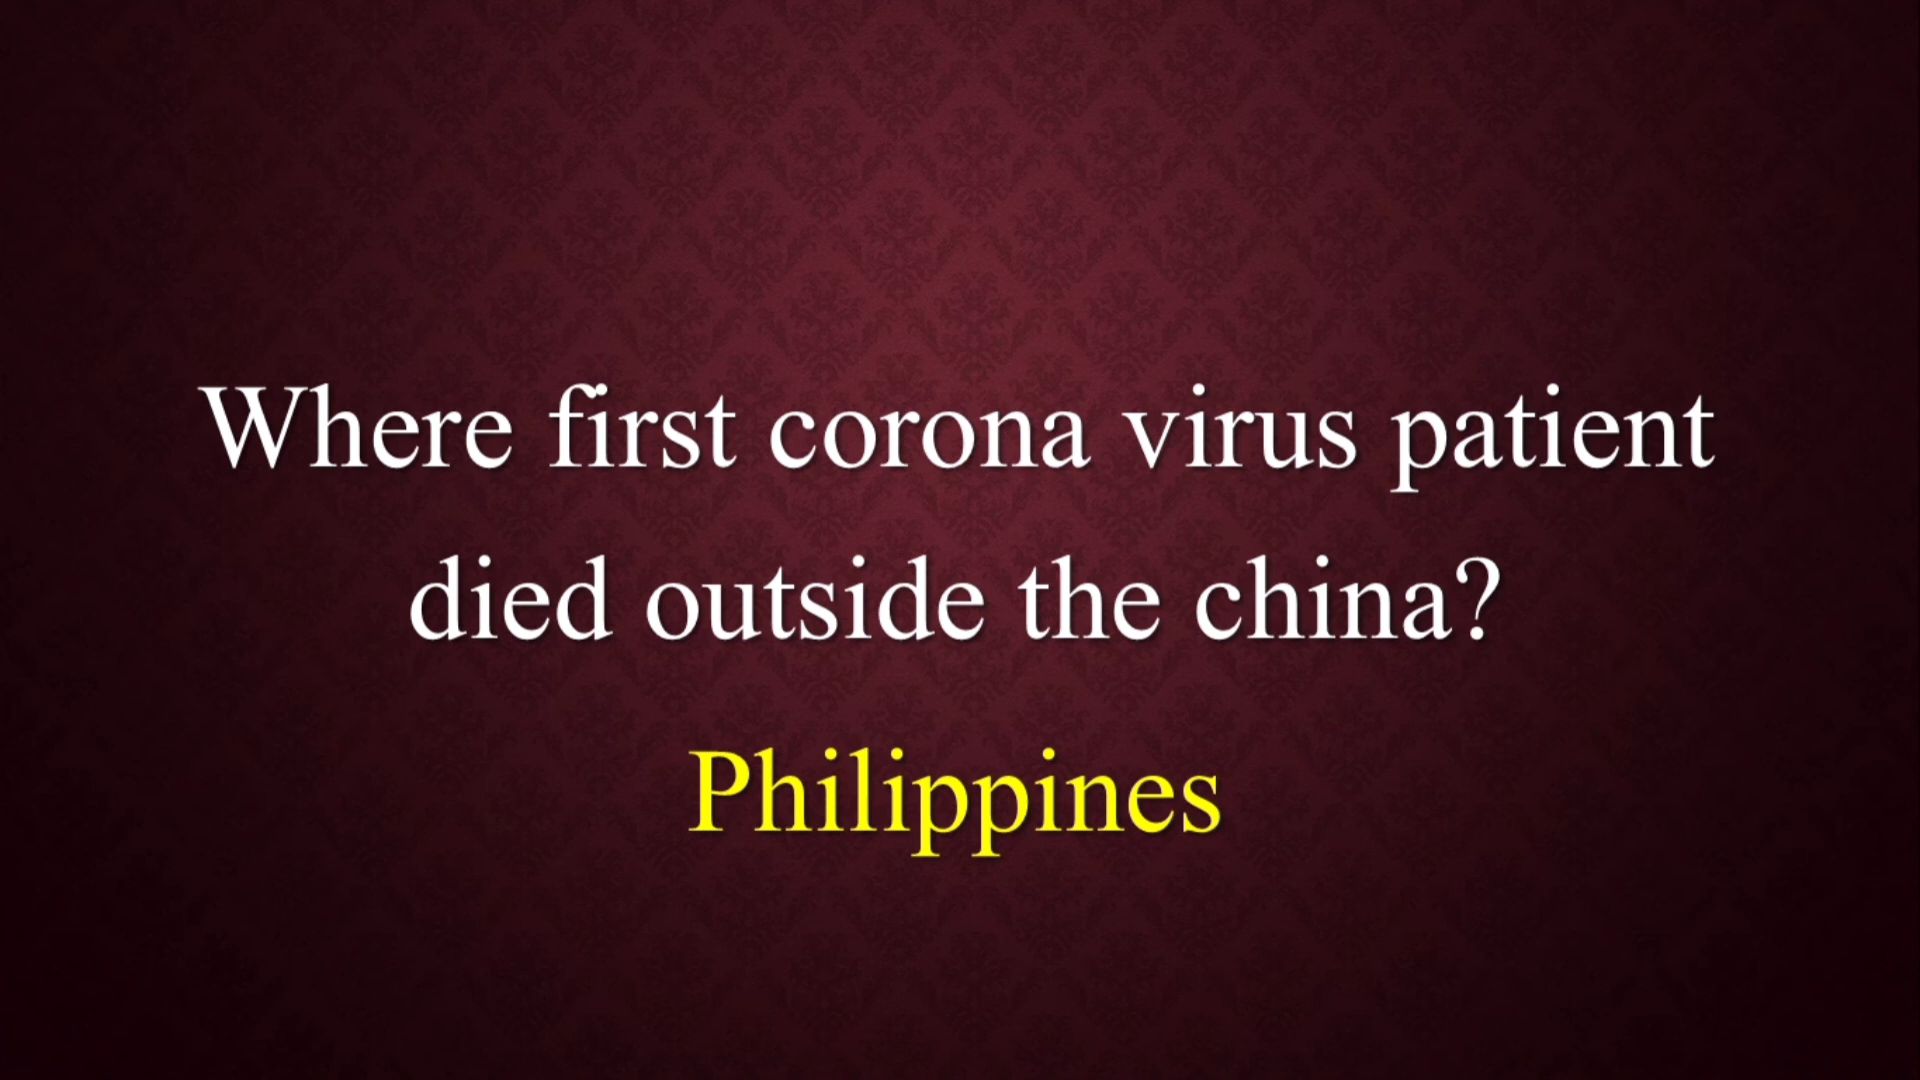 Where first corona virus patient
died outside the china?
Philippines